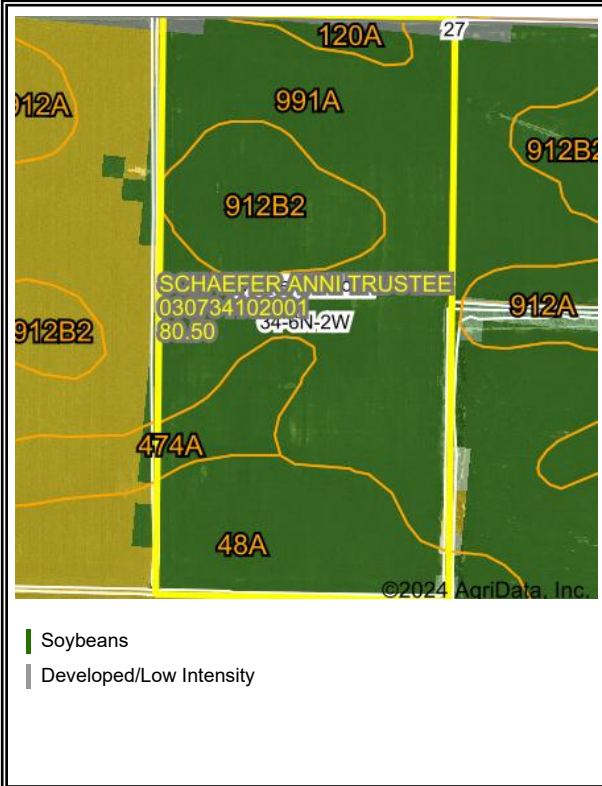 120A
27
912A
991A
912B2
912B2
SCHAEFER ANNI TRUSTEE
030734102001
80.50
34-6N-2W
912A
912B2
474A
48A
©2024 AgriData, Inc.
Soybeans
Developed/Low Intensity